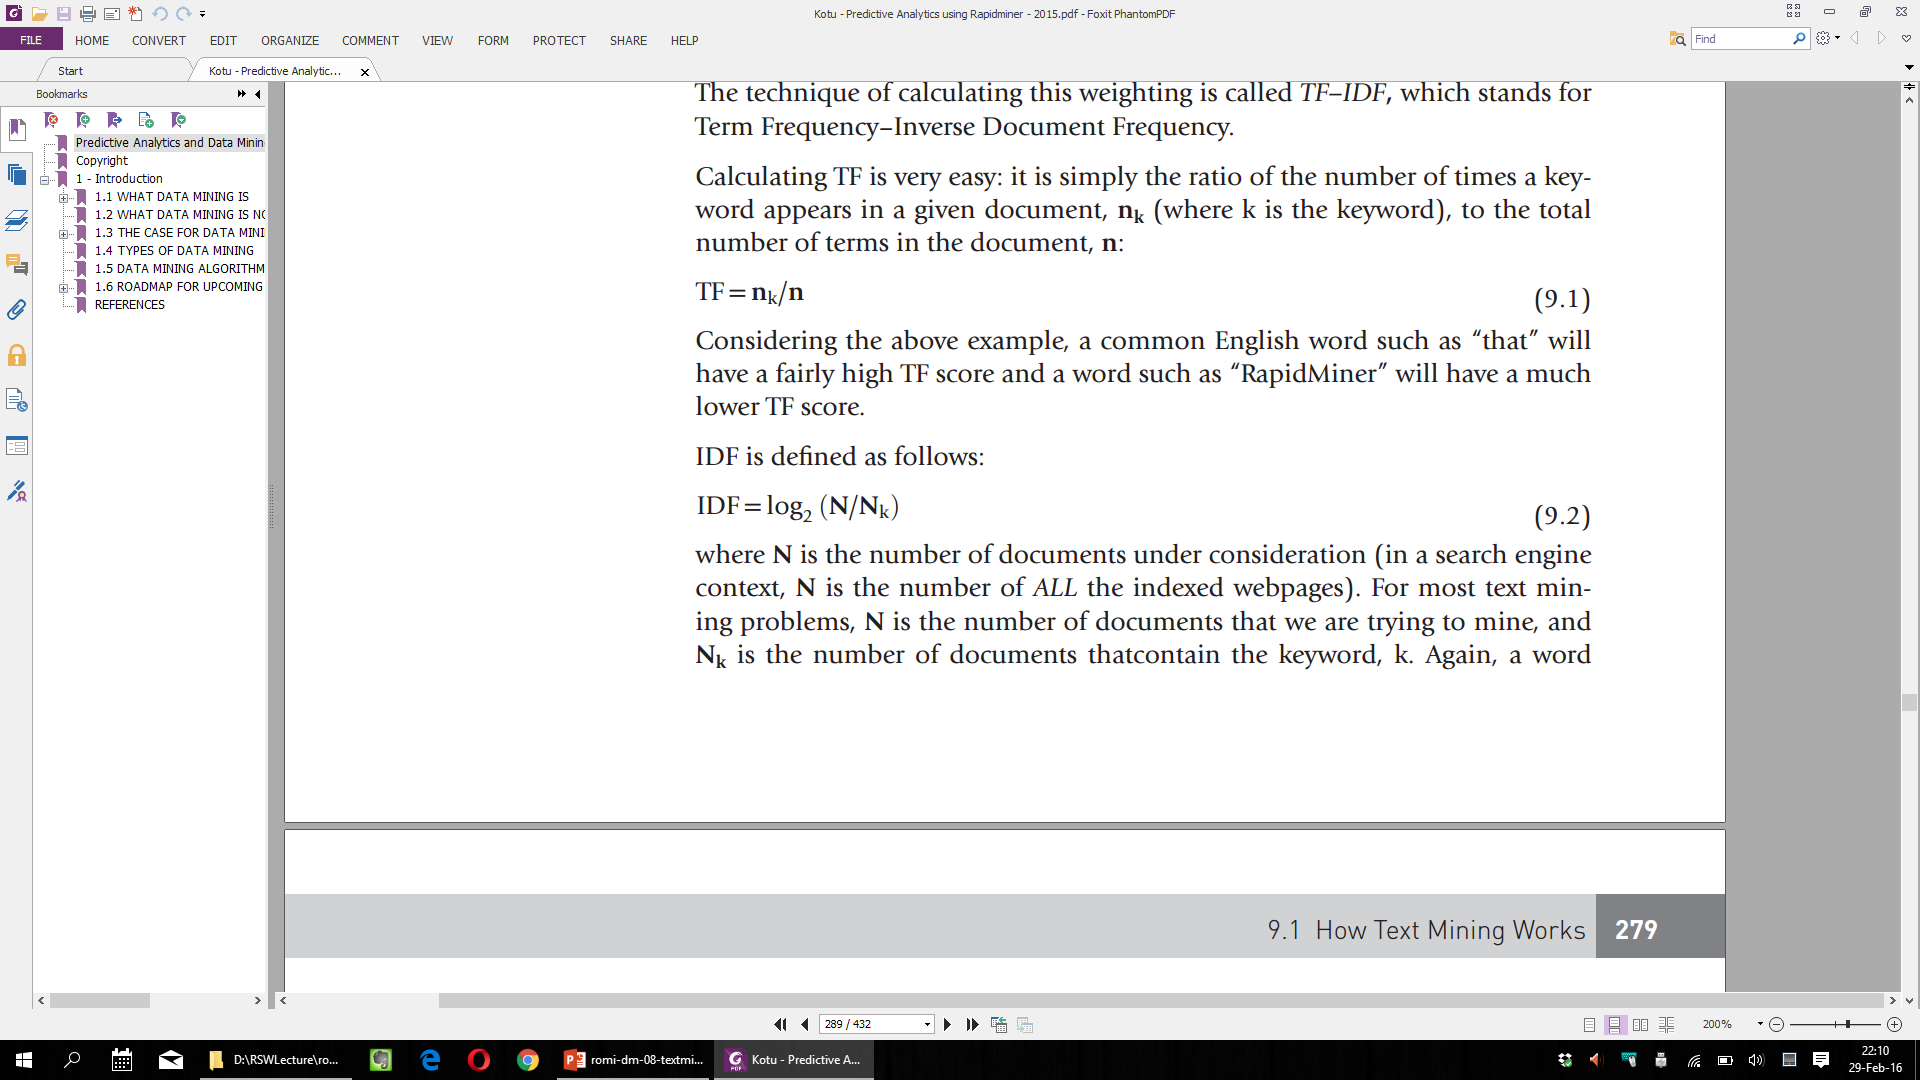 Kotu - Predictive Analytics using Rapidminer - 2015.pdf - Foxit PhantomPDF
FILE HOME CONVERT EDIT ORGANIZE COMMENT VIEW FORM PROTECT SHARE HELP
Find
Start
Kotu - Predictive Analytic...
Bookmarks
Predictive Analytics and Data Minin
Copyright
1 - Introduction
1.1 WHAT DATA MINING IS
1.2 WHAT DATA MINING IS NO
1.3 THE CASE FOR DATA MINI
1.4 TYPES OF DATA MINING
1.5 DATA MINING ALGORITHM
1.6 ROADMAP FOR UPCOMING
REFERENCES
The technique of calculating this weighting is called TF–IDF, which stands for
Term Frequency–Inverse Document Frequency.
Calculating TF is very easy: it is simply the ratio of the number of times a key-
word appears in a given document, nk (where k is the keyword), to the total
number of terms in the document, n:
TF = nk/n (9.1)
Considering the above example, a common English word such as “that” will
have a fairly high TF score and a word such as “RapidMiner” will have a much
lower TF score.
IDF is defined as follows:
IDF = log2 (N/Nk) (9.2)
where N is the number of documents under consideration (in a search engine
context, N is the number of ALL the indexed webpages). For most text min-
ing problems, N is the number of documents that we are trying to mine, and
Nk is the number of documents thatcontain the keyword, k. Again, a word
9.1 How Text Mining Works 279
289 / 432
200%
D:\RSWLecture\ro...
romi-dm-08-textmi...
Kotu - Predictive A...
22:10
29-Feb-16